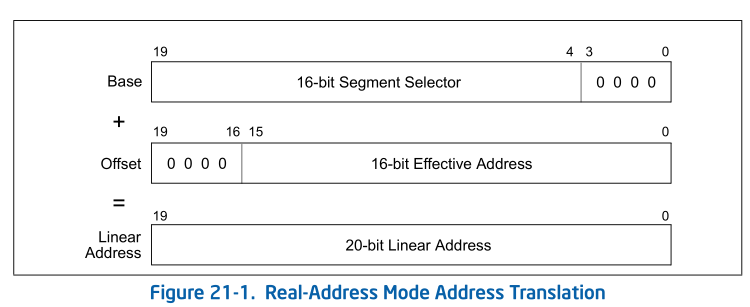 19 4 3 0
Base 16-bit Segment Selector 0 0 0 0
+
19 16 15 0
Offset 0 0 0 0 16-bit Effective Address
=
19 0
Linear
Address 20-bit Linear Address
Figure 21-1. Real-Address Mode Address Translation